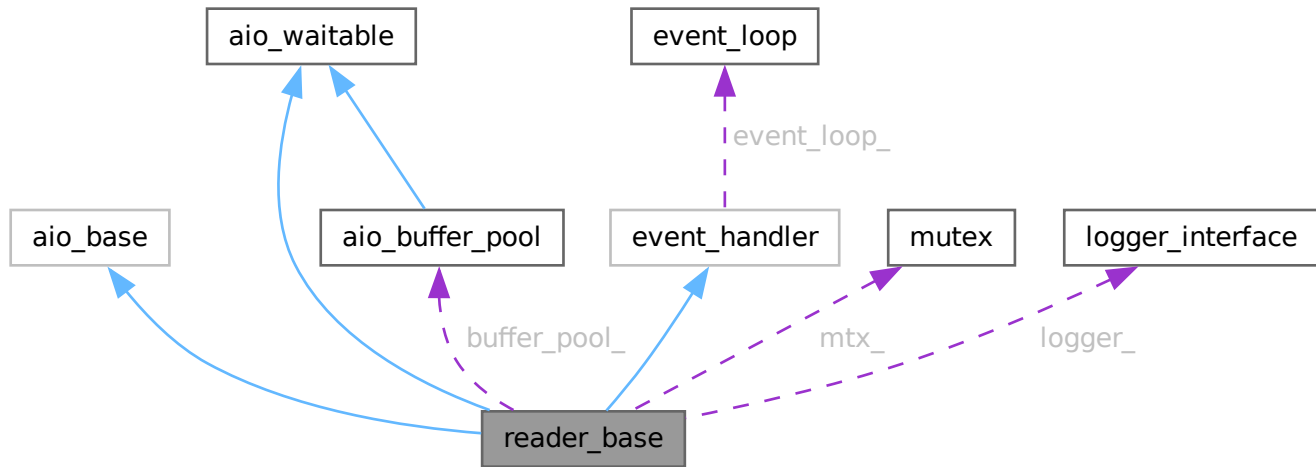 aio_waitable
event_loop
event_loop_
aio_base
aio_buffer_pool
event_handler
mutex
logger_interface
buffer_pool_
mtx_
logger_
reader_base